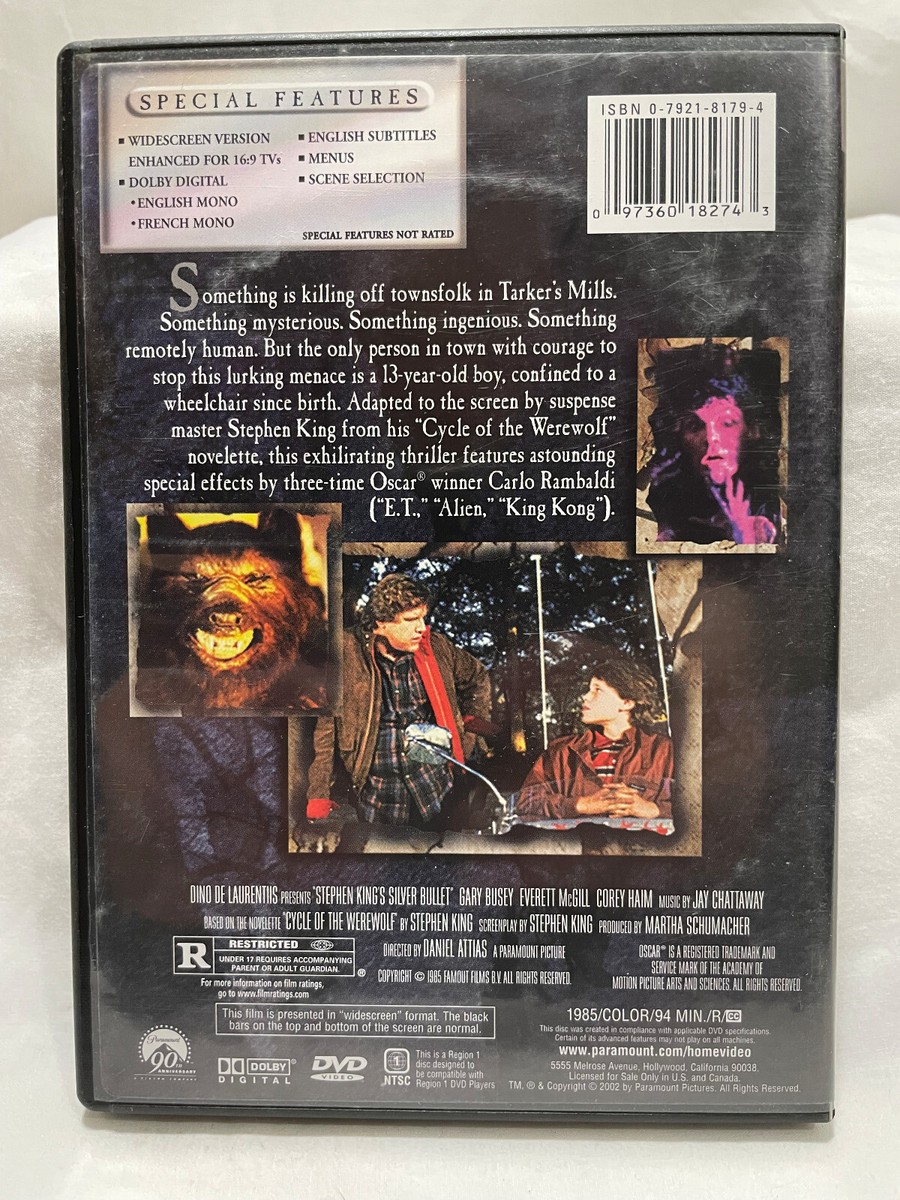 SPECIAL FEATURES
▪ WIDESCREEN VERSION
ENHANCED FOR 16:9 TVs
▪ DOLBY DIGITAL
• ENGLISH MONO
• FRENCH MONO
▪ ENGLISH SUBTITLES
▪ MENUS
▪ SCENE SELECTION
SPECIAL FEATURES NOT RATED
ISBN 0-7921-8179-4
0 97360 18274 3
Something is killing off townsfolk in Tarker's Mills.
Something mysterious. Something ingenious. Something
remotely human. But the only person in town with courage to
stop this lurking menace is a 13-year-old boy, confined to a
wheelchair since birth. Adapted to the screen by suspense
master Stephen King from his "Cycle of the Werewolf"
novelette, this exhilirating thriller features astounding
special effects by three-time Oscar® winner Carlo Rambaldi
("E.T.," "Alien," "King Kong").
DINO DE LAURENTIIS PRESENTS "STEPHEN KING'S SILVER BULLET" GARY BUSEY EVERETT McGILL COREY HAIM MUSIC BY JAY CHATTAWAY
BASED ON THE NOVELETTE "CYCLE OF THE WEREWOLF" BY STEPHEN KING SCREENPLAY BY STEPHEN KING PRODUCED BY MARTHA SCHUMACHER
DIRECTED BY DANIEL ATTIAS A PARAMOUNT PICTURE
COPYRIGHT © 1985 FAMOUS FILMS B.V. ALL RIGHTS RESERVED.
OSCAR® IS A REGISTERED TRADEMARK AND
SERVICE MARK OF THE ACADEMY OF
MOTION PICTURE ARTS AND SCIENCES. ALL RIGHTS RESERVED.
R RESTRICTED ®
UNDER 17 REQUIRES ACCOMPANYING
PARENT OR ADULT GUARDIAN.
For more information on film ratings,
go to www.filmratings.com
This film is presented in "widescreen" format. The black
bars on the top and bottom of the screen are normal.
1985/COLOR/94 MIN./R/CC
This disc was created in compliance with applicable DVD specifications.
Certain of its advanced features may not play on all machines.
www.paramount.com/homevideo
5555 Melrose Avenue, Hollywood, California 90038.
Licensed for Sale Only in U.S. and Canada.
TM, ® & Copyright © 2002 by Paramount Pictures. All Rights Reserved.
Paramount
90TH
ANNIVERSARY
DOLBY
DIGITAL
DVD
VIDEO
1
NTSC
This is a Region 1
disc designed to
be compatible with
Region 1 DVD Players